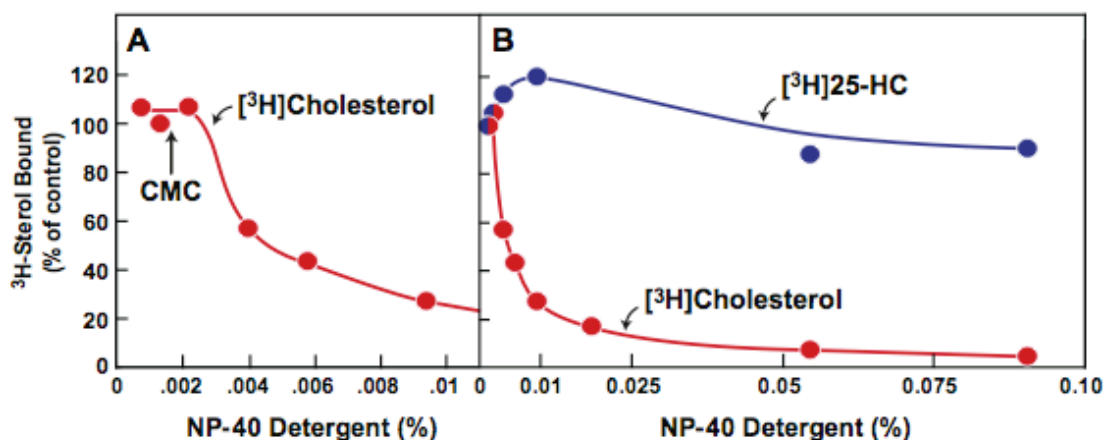 A
B
120
100
80
60
40
20
0
³H-Sterol Bound
(% of control)
[³H]Cholesterol
CMC
[³H]25-HC
[³H]Cholesterol
0 .002 .004 .006 .008 .01
0 0.01 0.025 0.05 0.075 0.10
NP-40 Detergent (%)
NP-40 Detergent (%)